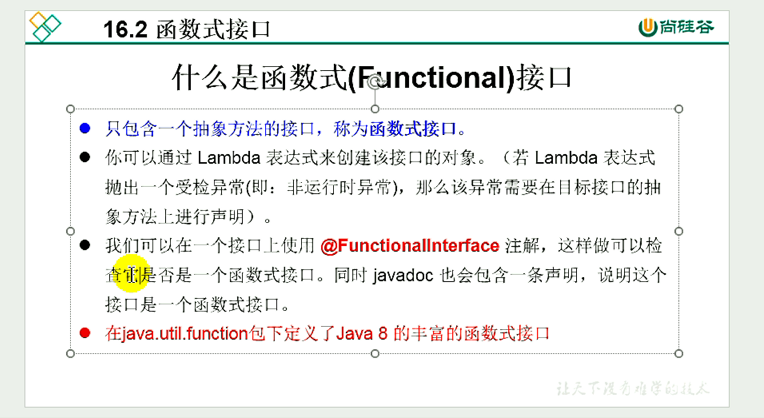 16.2 函数式接口
尚硅谷
什么是函数式(Functional)接口
只包含一个抽象方法的接口，称为函数式接口。
你可以通过 Lambda 表达式来创建该接口的对象。（若 Lambda 表达式
抛出一个受检异常(即：非运行时异常)，那么该异常需要在目标接口的抽
象方法上进行声明）。
我们可以在一个接口上使用 @FunctionalInterface 注解，这样做可以检
查它是否是一个函数式接口。同时 javadoc 也会包含一条声明，说明这个
接口是一个函数式接口。
在java.util.function包下定义了Java 8 的丰富的函数式接口
让天下没有难学的技术